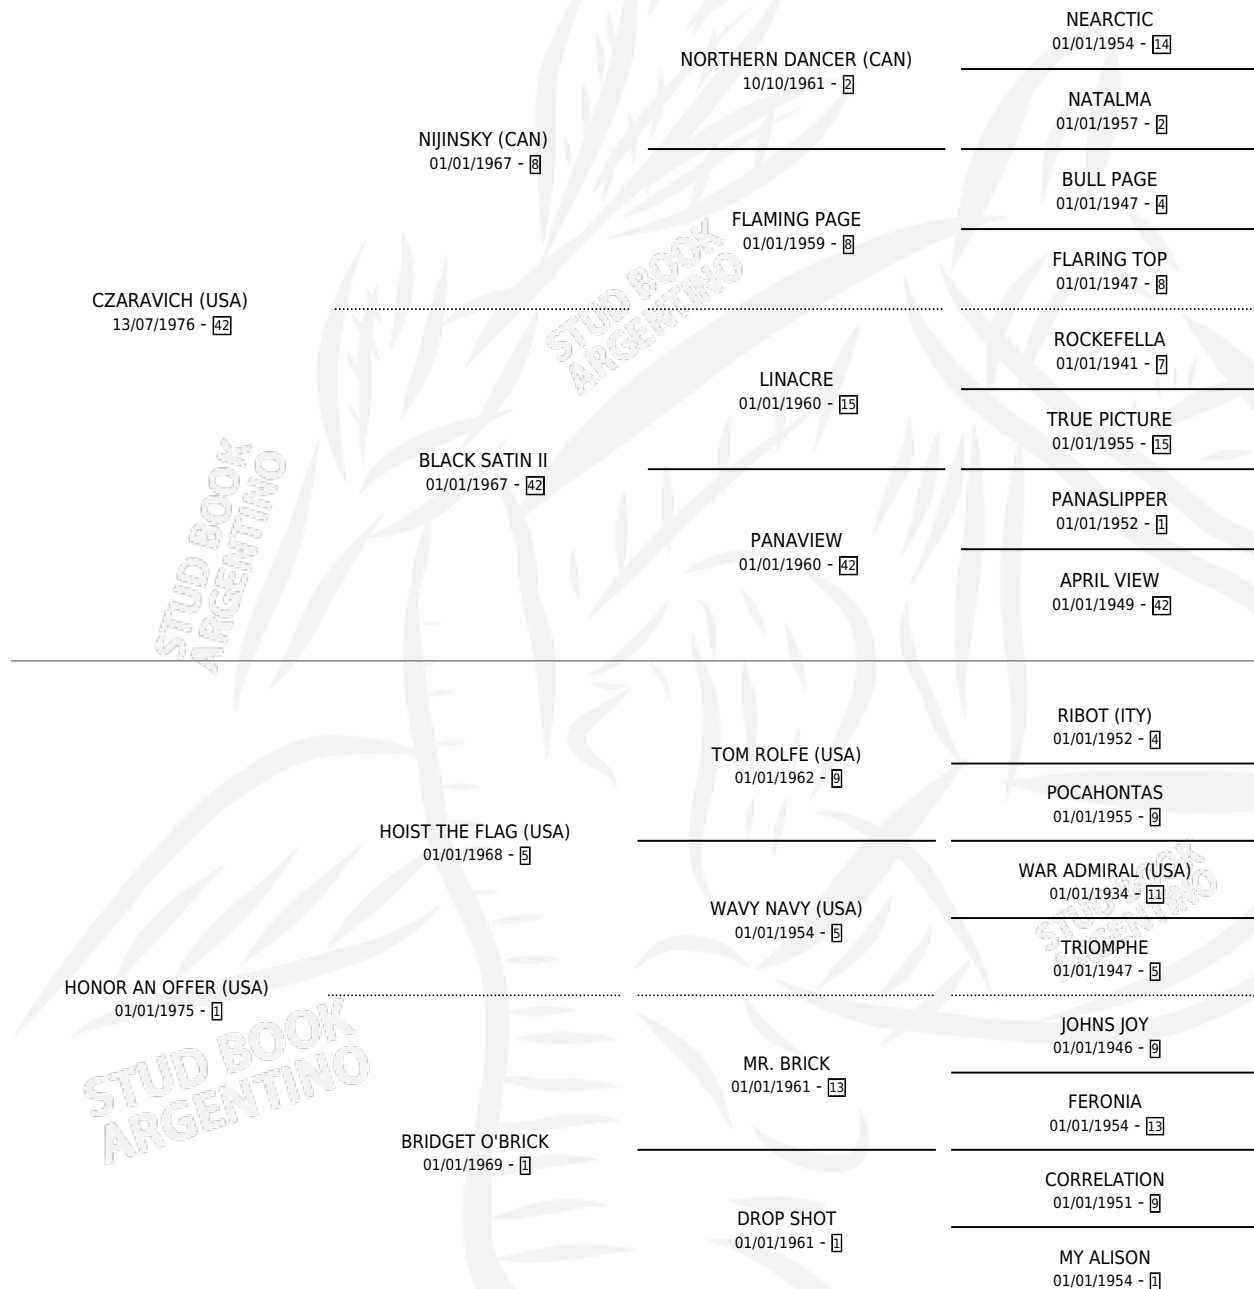 NEARCTIC
01/01/1954 - 14
NORTHERN DANCER (CAN)
10/10/1961 - 2
NATALMA
01/01/1957 - 2
NIJINSKY (CAN)
01/01/1967 - 8
BULL PAGE
01/01/1947 - 4
FLAMING PAGE
01/01/1959 - 8
FLARING TOP
01/01/1947 - 8
CZARAVICH (USA)
13/07/1976 - 42
ROCKEFELLA
01/01/1941 - 7
LINACRE
01/01/1960 - 15
TRUE PICTURE
01/01/1955 - 15
BLACK SATIN II
01/01/1967 - 42
PANASLIPPER
01/01/1952 - 1
PANAVIEW
01/01/1960 - 42
APRIL VIEW
01/01/1949 - 42
RIBOT (ITY)
01/01/1952 - 4
TOM ROLFE (USA)
01/01/1962 - 9
POCAHONTAS
01/01/1955 - 9
HOIST THE FLAG (USA)
01/01/1968 - 5
WAR ADMIRAL (USA)
01/01/1934 - 11
WAVY NAVY (USA)
01/01/1954 - 5
TRIOMPHE
01/01/1947 - 5
HONOR AN OFFER (USA)
01/01/1975 - 1
JOHNS JOY
01/01/1946 - 9
MR. BRICK
01/01/1961 - 13
FERONIA
01/01/1954 - 13
BRIDGET O'BRICK
01/01/1969 - 1
CORRELATION
01/01/1951 - 9
DROP SHOT
01/01/1961 - 1
MY ALISON
01/01/1954 - 1
STUD BOOK
ARGENTINO
STUD BOOK
ARGENTINO
STUD BOOK
ARGENTINO
STUD BOOK
ARGENTINO